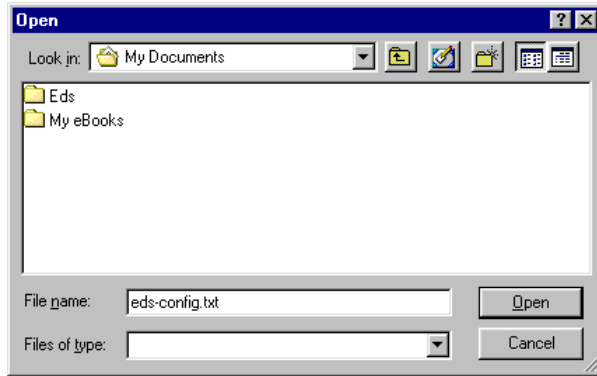 Open
Look in: My Documents
Eds
My eBooks
File name: eds-config.txt Open
Files of type: Cancel